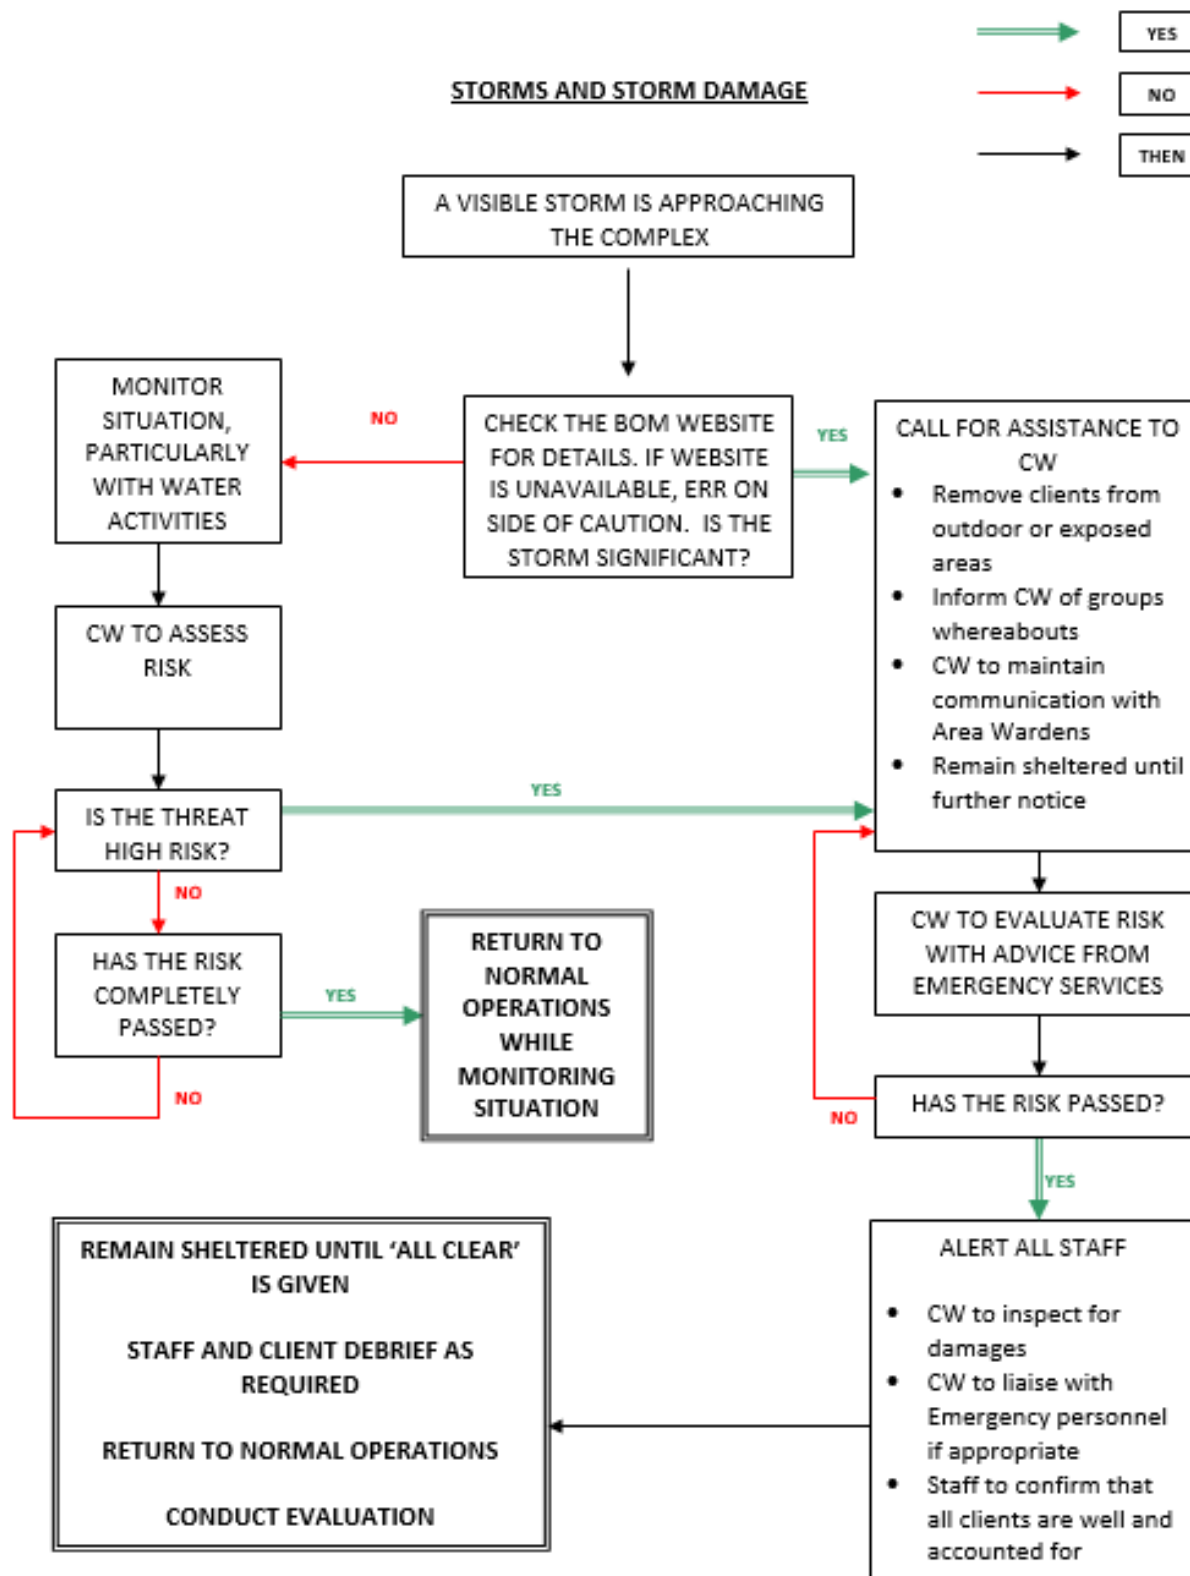 YES
STORMS AND STORM DAMAGE
NO
THEN
A VISIBLE STORM IS APPROACHING
THE COMPLEX
MONITOR
SITUATION,
PARTICULARLY
WITH WATER
ACTIVITIES
NO
CHECK THE BOM WEBSITE
FOR DETAILS. IF WEBSITE
IS UNAVAILABLE, ERR ON
SIDE OF CAUTION. IS THE
STORM SIGNIFICANT?
YES
CALL FOR ASSISTANCE TO
CW
• Remove clients from
outdoor or exposed
areas
• Inform CW of groups
whereabouts
• CW to maintain
communication with
Area Wardens
• Remain sheltered until
further notice
CW TO ASSESS
RISK
IS THE THREAT
HIGH RISK?
YES
NO
HAS THE RISK
COMPLETELY
PASSED?
YES
NO
RETURN TO
NORMAL
OPERATIONS
WHILE
MONITORING
SITUATION
CW TO EVALUATE RISK
WITH ADVICE FROM
EMERGENCY SERVICES
HAS THE RISK PASSED?
NO
YES
ALERT ALL STAFF
• CW to inspect for
damages
• CW to liaise with
Emergency personnel
if appropriate
• Staff to confirm that
all clients are well and
accounted for
REMAIN SHELTERED UNTIL ‘ALL CLEAR’
IS GIVEN
STAFF AND CLIENT DEBRIEF AS
REQUIRED
RETURN TO NORMAL OPERATIONS
CONDUCT EVALUATION